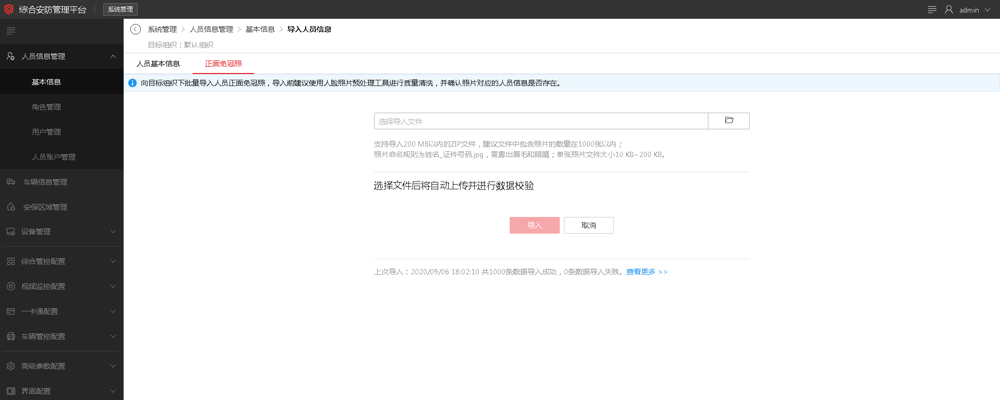 综合安防管理平台
系统管理
admin
人员信息管理
基本信息
角色管理
用户管理
人员账户管理
车辆信息管理
安保区域管理
设备管理
综合管控配置
视频监控配置
一卡通配置
车辆管控配置
高级参数配置
界面配置
系统管理 > 人员信息管理 > 基本信息 > 导入人员信息
目标组织：默认组织
人员基本信息
正面免冠照
向目标组织下批量导入人员正面免冠照，导入前建议使用人脸照片预处理工具进行质量清洗，并确认照片对应的人员信息是否存在。
选择导入文件
支持导入200 MB以内的ZIP文件，建议文件中包含照片的数量在1000张以内；
照片命名规则为姓名_证件号码.jpg，需露出眉毛和眼睛；单张照片文件大小10 KB~200 KB。
选择文件后将自动上传并进行数据校验
导入
取消
上次导入：2020/09/06 18:02:10 共1000条数据导入成功，0条数据导入失败。查看更多 >>